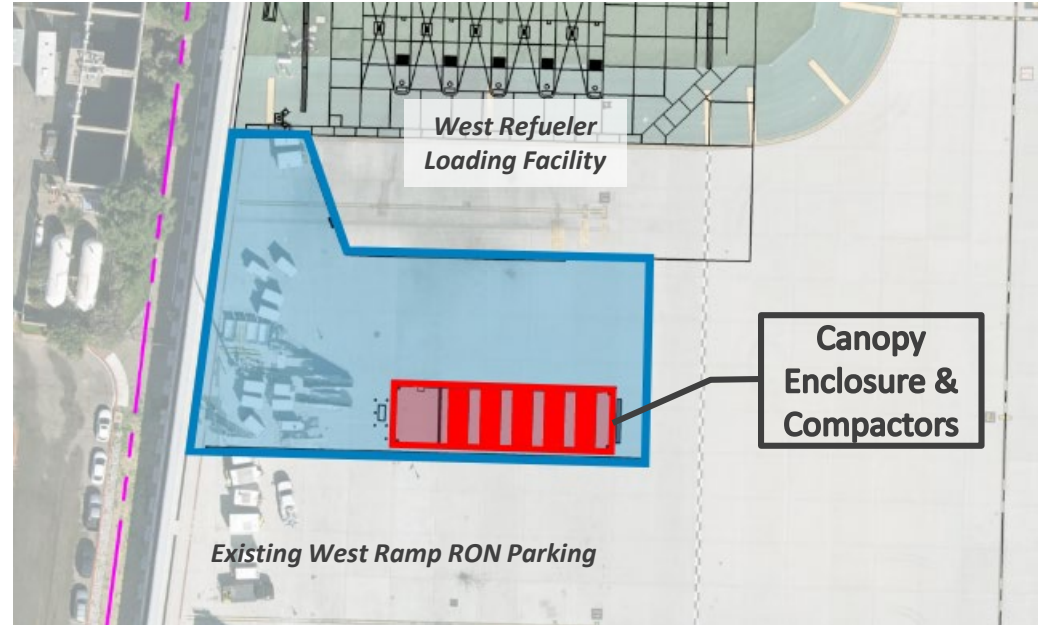 West Refueler
Loading Facility
Canopy
Enclosure &
Compactors
Existing West Ramp RON Parking